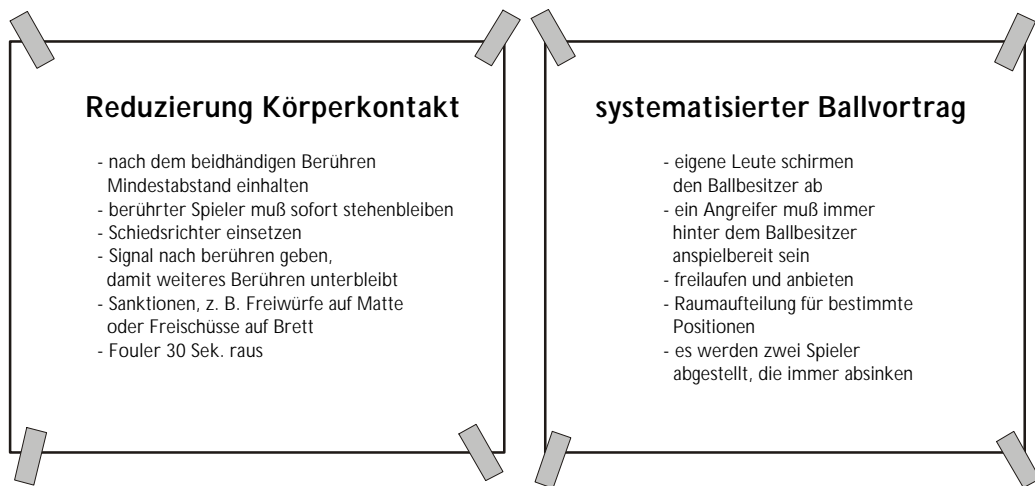 Reduzierung Körperkontakt
- nach dem beidhändigen Berühren
Mindestabstand einhalten
- berührter Spieler muß sofort stehenbleiben
- Schiedsrichter einsetzen
- Signal nach berühren geben,
damit weiteres Berühren unterbleibt
- Sanktionen, z. B. Freiwürfe auf Matte
oder Freischüsse auf Brett
- Fouler 30 Sek. raus
systematisierter Ballvortrag
- eigene Leute schirmen
den Ballbesitzer ab
- ein Angreifer muß immer
hinter dem Ballbesitzer
anspielbereit sein
- freilaufen und anbieten
- Raumaufteilung für bestimmte
Positionen
- es werden zwei Spieler
abgestellt, die immer absinken